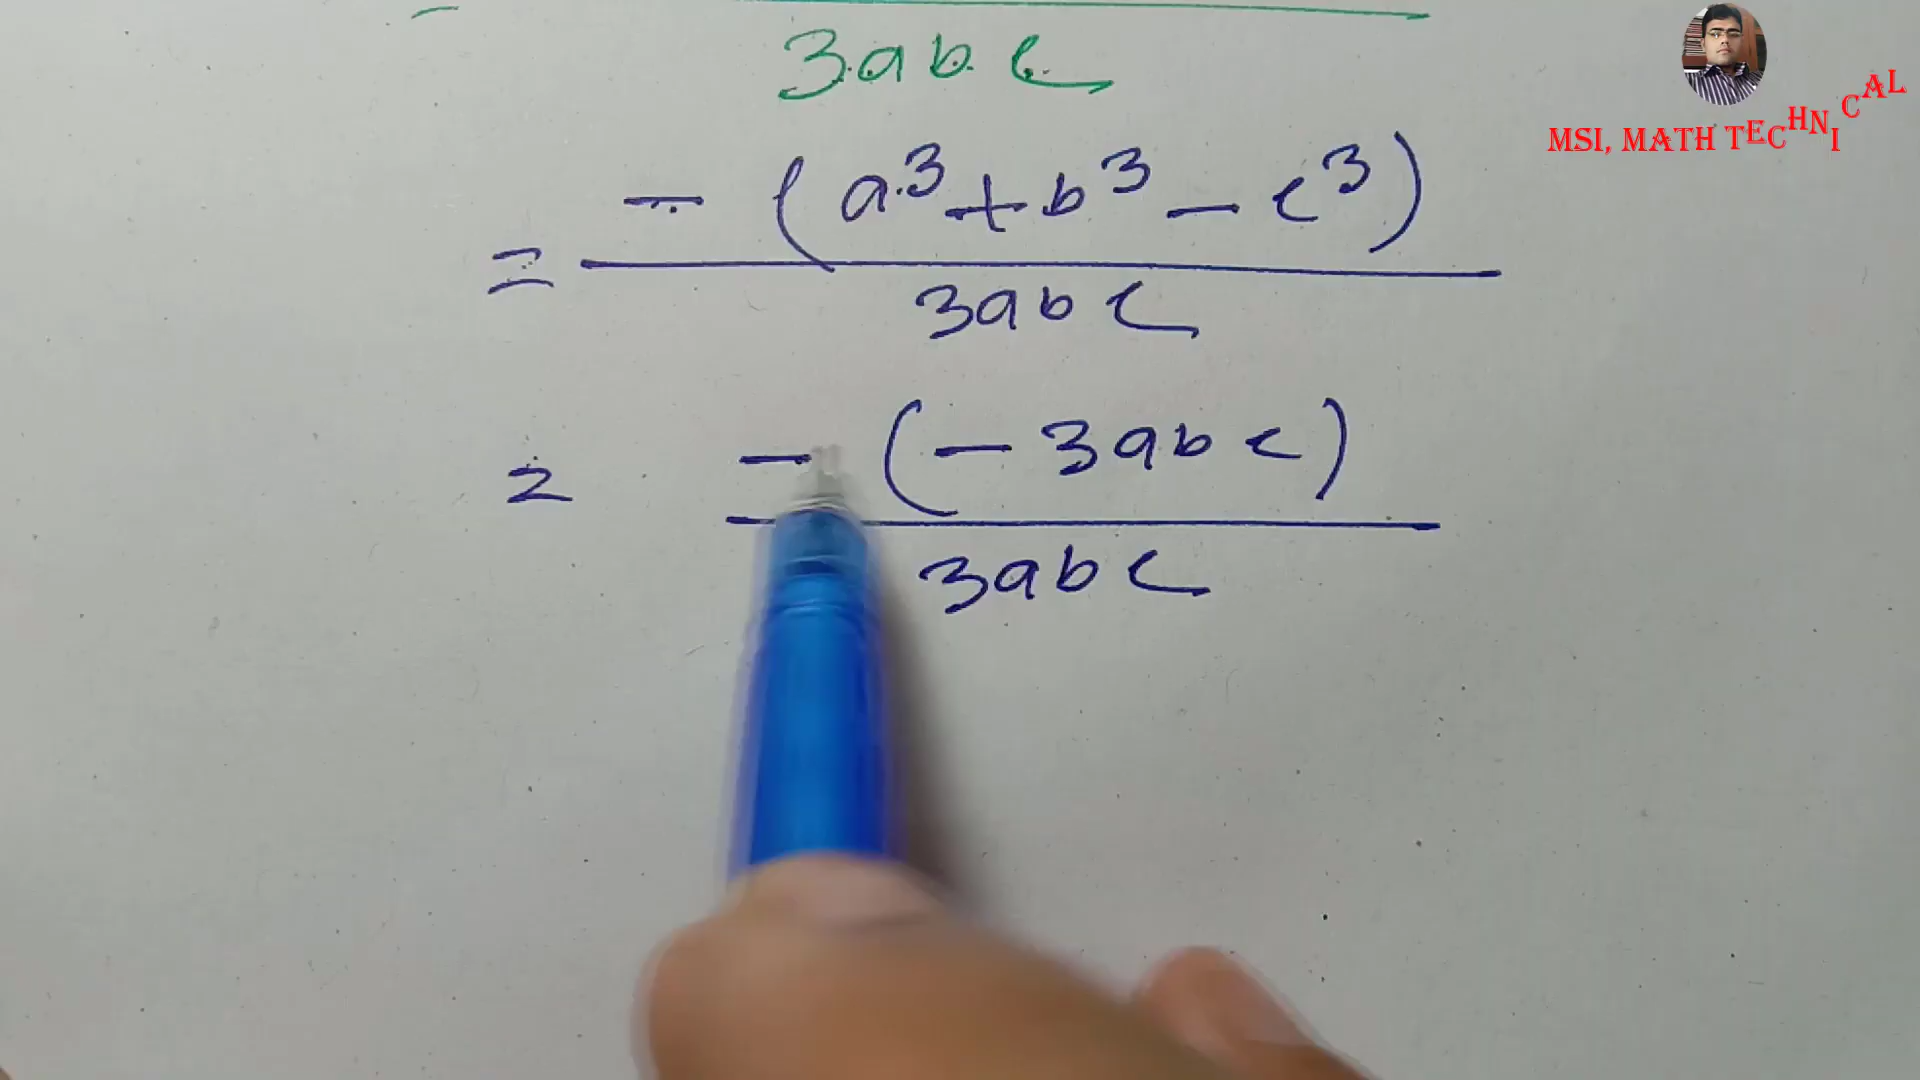 3abc
MSI, MATH TECHNICAL
= -(a³+b³-c³)
3abc
= -(-3abc)
3abc